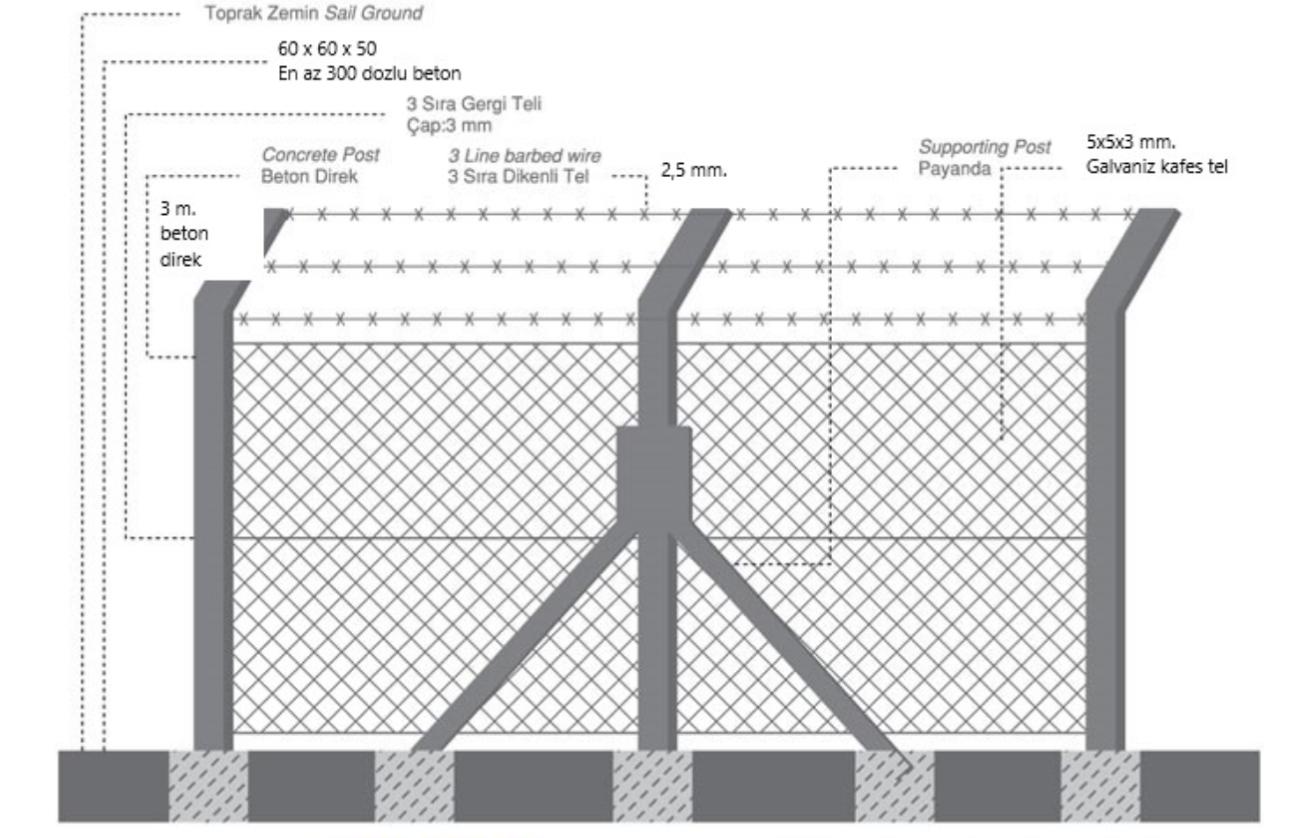 Toprak Zemin Sail Ground
60 x 60 x 50
En az 300 dozlu beton
3 Sıra Gergi Teli
Çap:3 mm
Concrete Post
Beton Direk
3 Line barbed wire
3 Sıra Dikenli Tel
2,5 mm.
Supporting Post
Payanda
5x5x3 mm.
Galvaniz kafes tel
3 m.
beton
direk